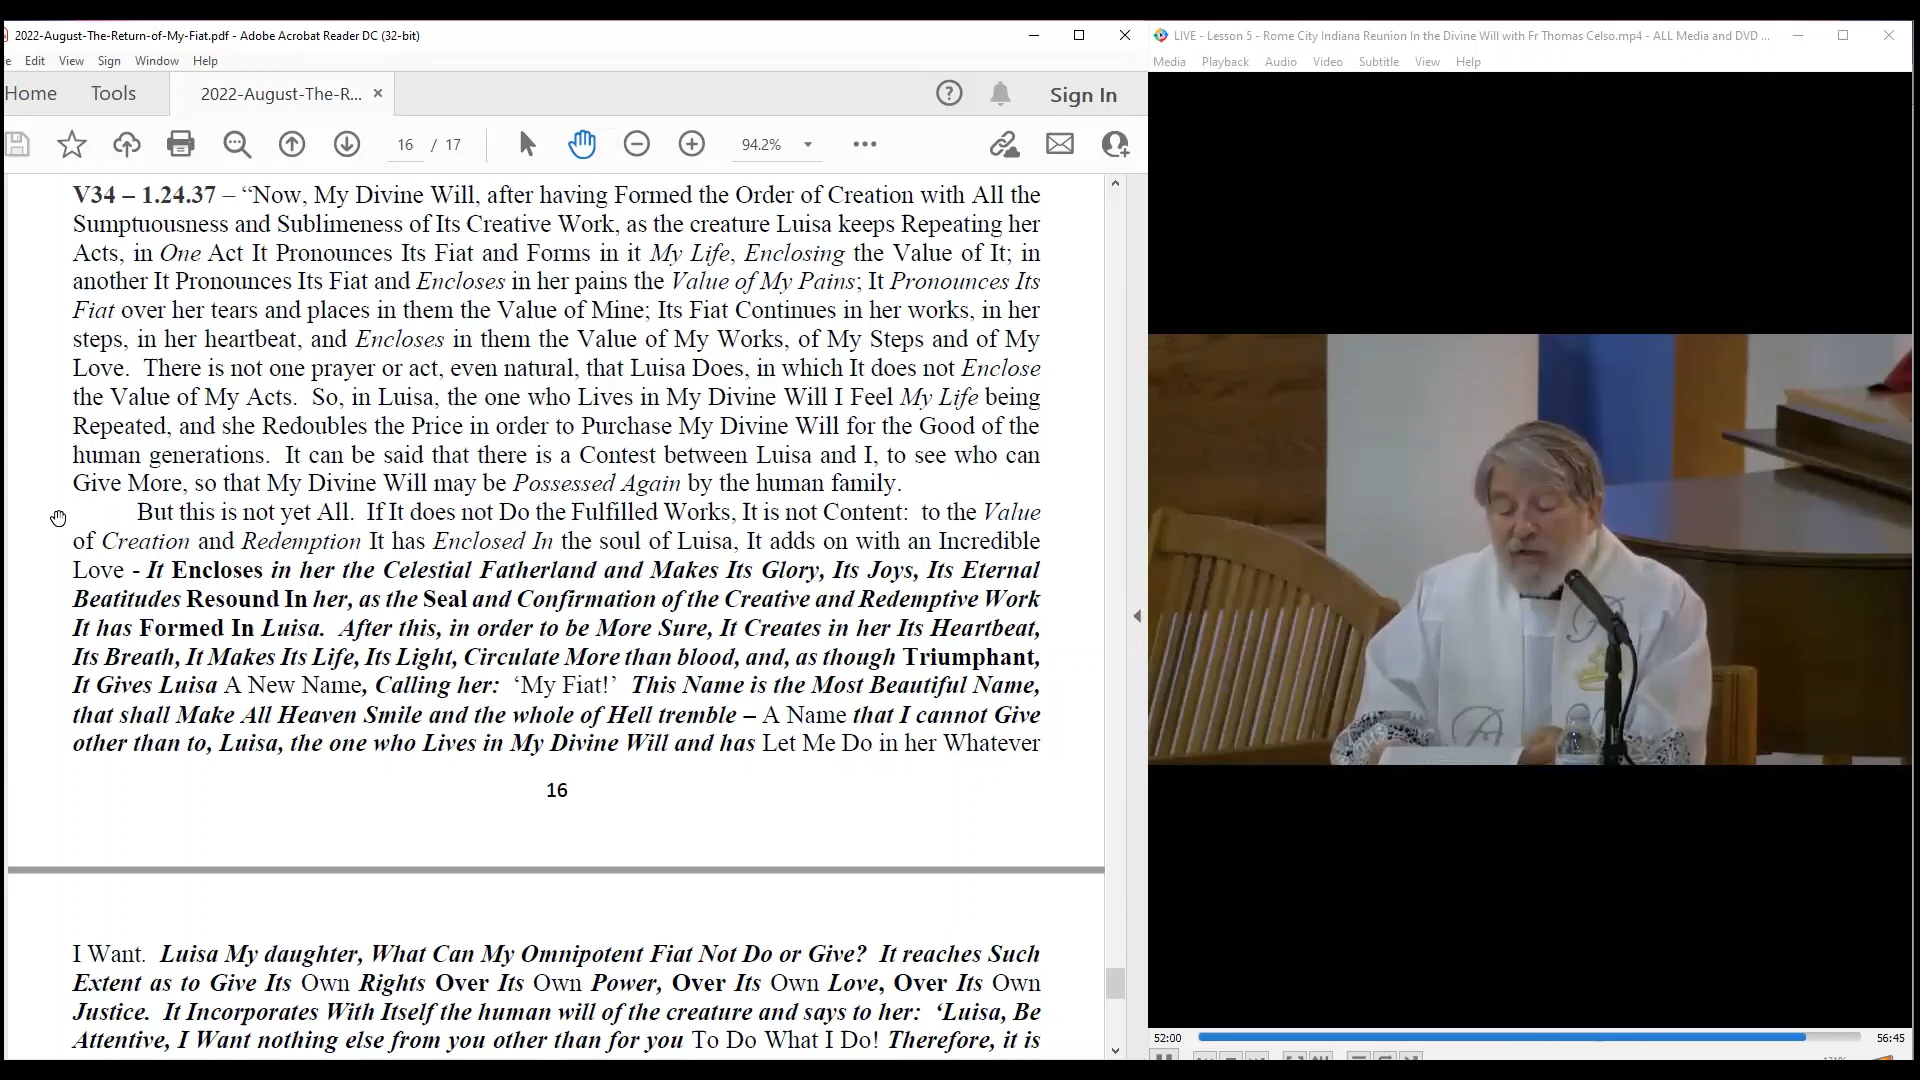 2022-August-The-Return-of-My-Fiat.pdf - Adobe Acrobat Reader DC (32-bit)
e Edit View Sign Window Help
Home Tools 2022-August-The-R... × Sign In
16 / 17 94.2%
V34 – 1.24.37 – “Now, My Divine Will, after having Formed the Order of Creation with All the
Sumptuousness and Sublimeness of Its Creative Work, as the creature Luisa keeps Repeating her
Acts, in One Act It Pronounces Its Fiat and Forms in it My Life, Enclosing the Value of It; in
another It Pronounces Its Fiat and Encloses in her pains the Value of My Pains; It Pronounces Its
Fiat over her tears and places in them the Value of Mine; Its Fiat Continues in her works, in her
steps, in her heartbeat, and Encloses in them the Value of My Works, of My Steps and of My
Love. There is not one prayer or act, even natural, that Luisa Does, in which It does not Enclose
the Value of My Acts. So, in Luisa, the one who Lives in My Divine Will I Feel My Life being
Repeated, and she Redoubles the Price in order to Purchase My Divine Will for the Good of the
human generations. It can be said that there is a Contest between Luisa and I, to see who can
Give More, so that My Divine Will may be Possessed Again by the human family.
But this is not yet All. If It does not Do the Fulfilled Works, It is not Content: to the Value
of Creation and Redemption It has Enclosed In the soul of Luisa, It adds on with an Incredible
Love - It Encloses in her the Celestial Fatherland and Makes Its Glory, Its Joys, Its Eternal
Beatitudes Resound In her, as the Seal and Confirmation of the Creative and Redemptive Work
It has Formed In Luisa. After this, in order to be More Sure, It Creates in her Its Heartbeat,
Its Breath, It Makes Its Life, Its Light, Circulate More than blood, and, as though Triumphant,
It Gives Luisa A New Name, Calling her: ‘My Fiat!’ This Name is the Most Beautiful Name,
that shall Make All Heaven Smile and the whole of Hell tremble – A Name that I cannot Give
other than to, Luisa, the one who Lives in My Divine Will and has Let Me Do in her Whatever
16
I Want. Luisa My daughter, What Can My Omnipotent Fiat Not Do or Give? It reaches Such
Extent as to Give Its Own Rights Over Its Own Power, Over Its Own Love, Over Its Own
Justice. It Incorporates With Itself the human will of the creature and says to her: ‘Luisa, Be
Attentive, I Want nothing else from you other than for you To Do What I Do! Therefore, it is
LIVE - Lesson 5 - Rome City Indiana Reunion In the Divine Will with Fr Thomas Celso.mp4 - ALL Media and DVD ...
Media Playback Audio Video Subtitle View Help
52:00 56:45